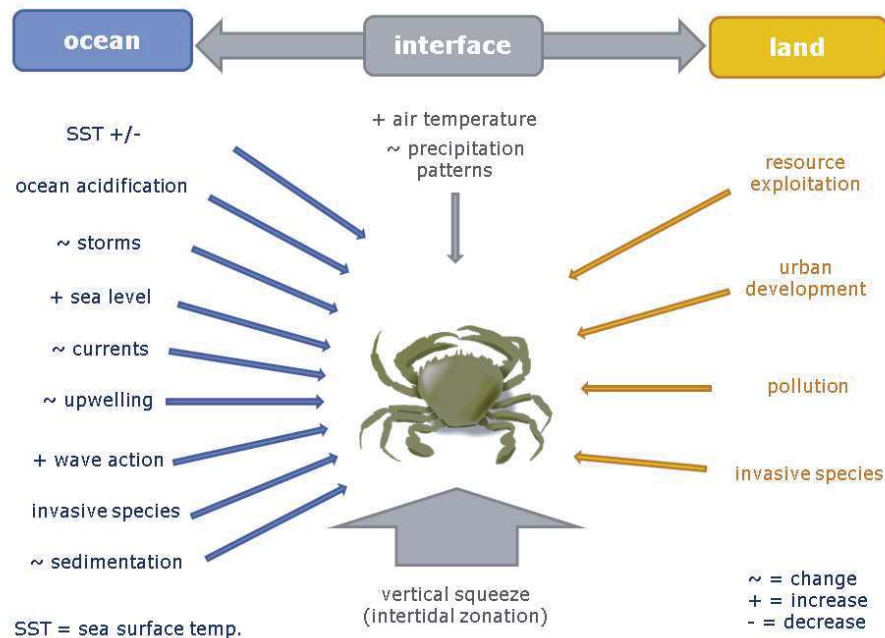 ocean
interface
land
+ air temperature
~ precipitation
patterns
SST +/-
ocean acidification
~ storms
+ sea level
~ currents
~ upwelling
+ wave action
invasive species
~ sedimentation
resource
exploitation
urban
development
pollution
invasive species
vertical squeeze
(intertidal zonation)
SST = sea surface temp.
~ = change
+ = increase
- = decrease